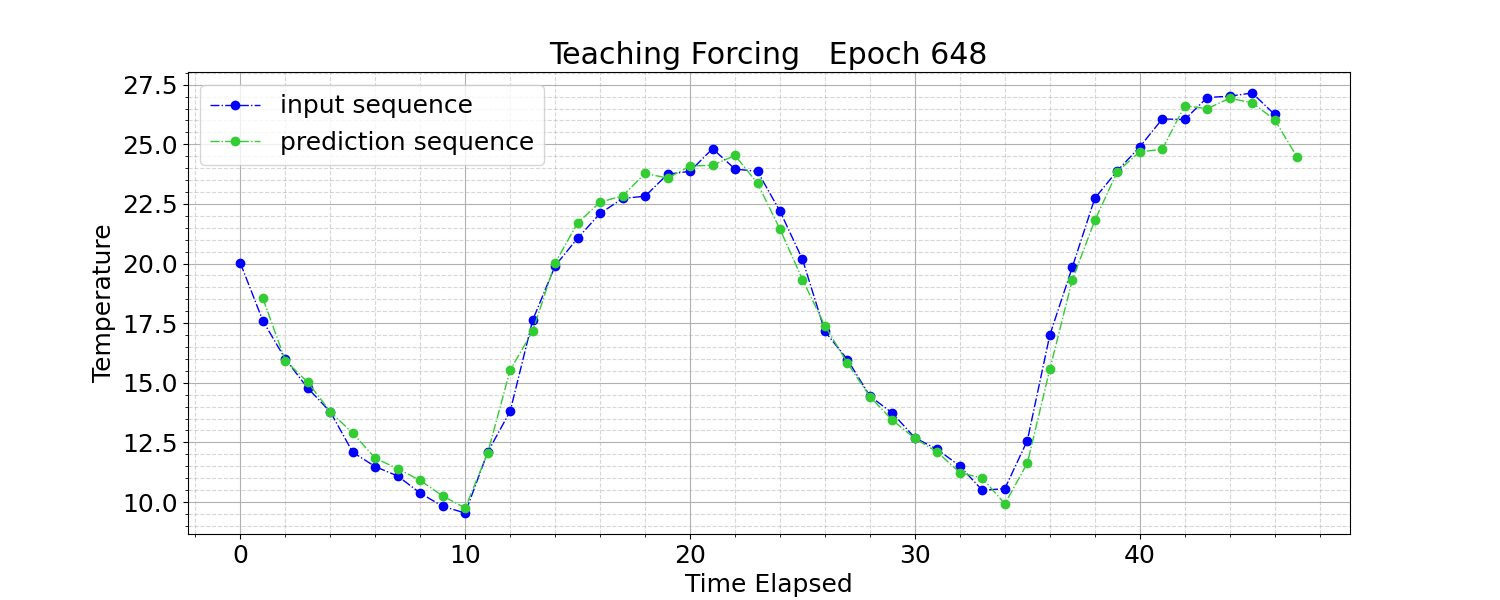 Teaching Forcing   Epoch 648
27.5
25.0
22.5
20.0
17.5
15.0
12.5
10.0
Temperature
input sequence
prediction sequence
0 10 20 30 40
Time Elapsed